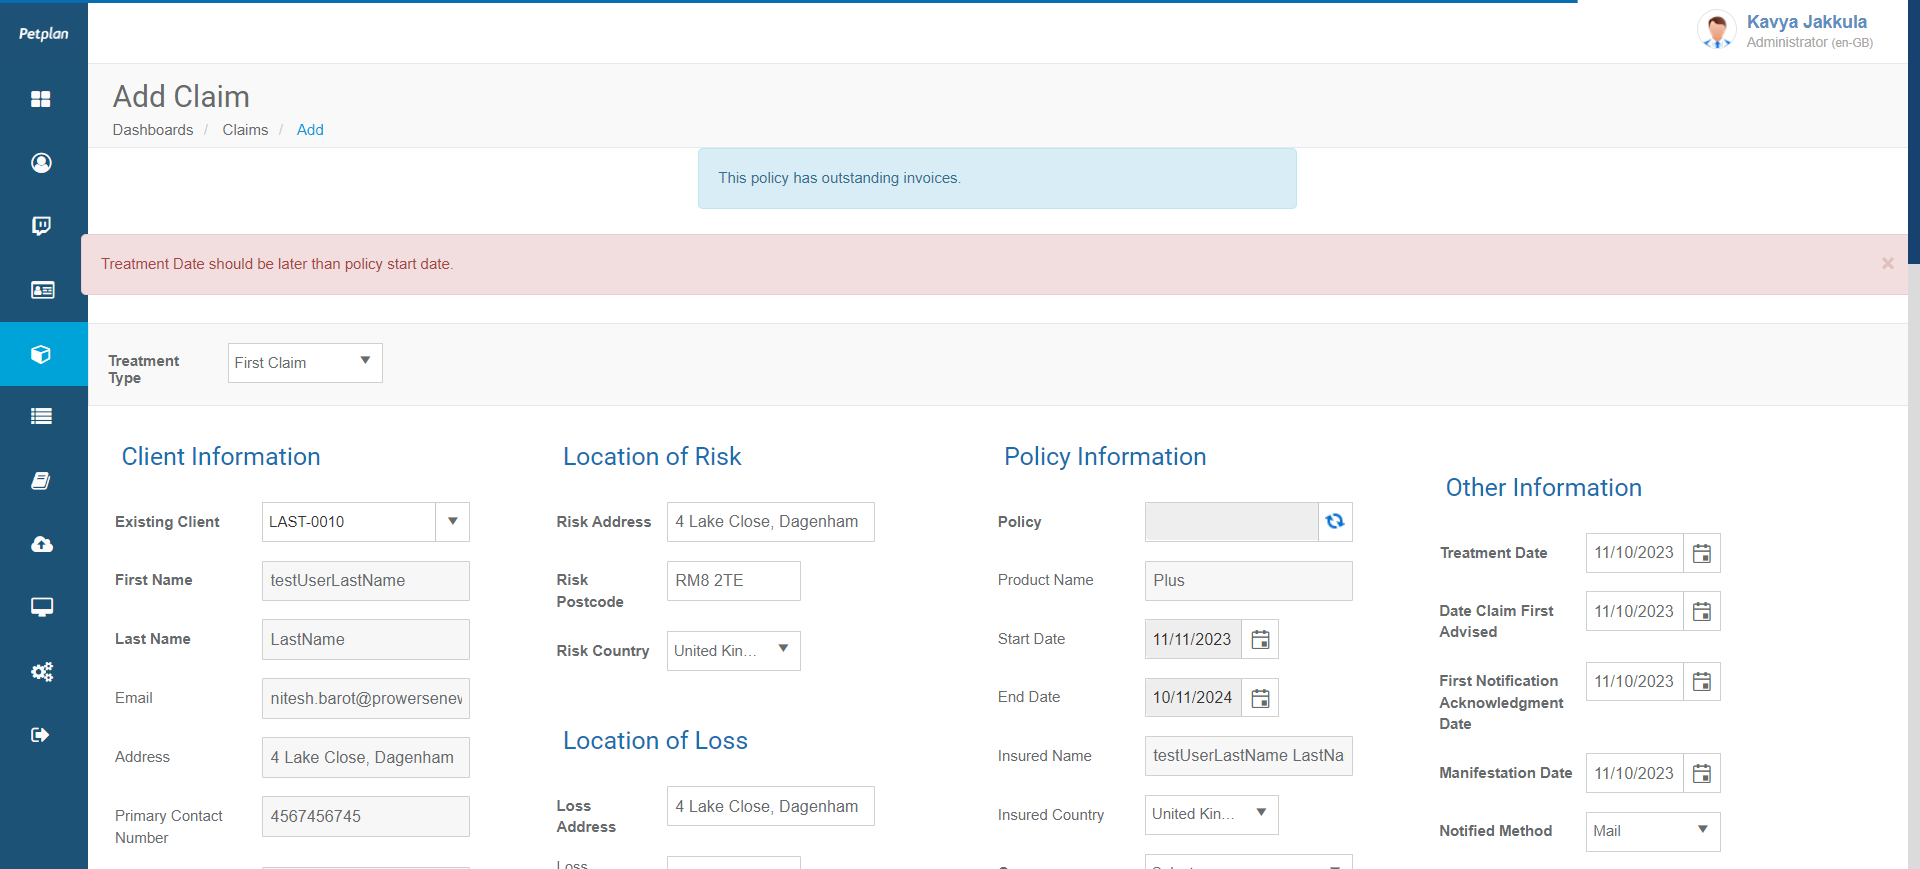 Petplan
Kavya Jakkula
Administrator (en-GB)
Add Claim
Dashboards / Claims / Add
This policy has outstanding invoices.
Treatment Date should be later than policy start date.
×
Treatment
Type
First Claim
Client Information
Existing Client
LAST-0010
First Name
testUserLastName
Last Name
LastName
Email
nitesh.barot@prowersenev
Address
4 Lake Close, Dagenham
Primary Contact
Number
4567456745
Location of Risk
Risk Address
4 Lake Close, Dagenham
Risk
Postcode
RM8 2TE
Risk Country
United Kin...
Location of Loss
Loss
Address
4 Lake Close, Dagenham
Loss
Policy Information
Policy
Product Name
Plus
Start Date
11/11/2023
End Date
10/11/2024
Insured Name
testUserLastName LastNa
Insured Country
United Kin...
Other Information
Treatment Date
11/10/2023
Date Claim First
Advised
11/10/2023
First Notification
Acknowledgment
Date
11/10/2023
Manifestation Date
11/10/2023
Notified Method
Mail